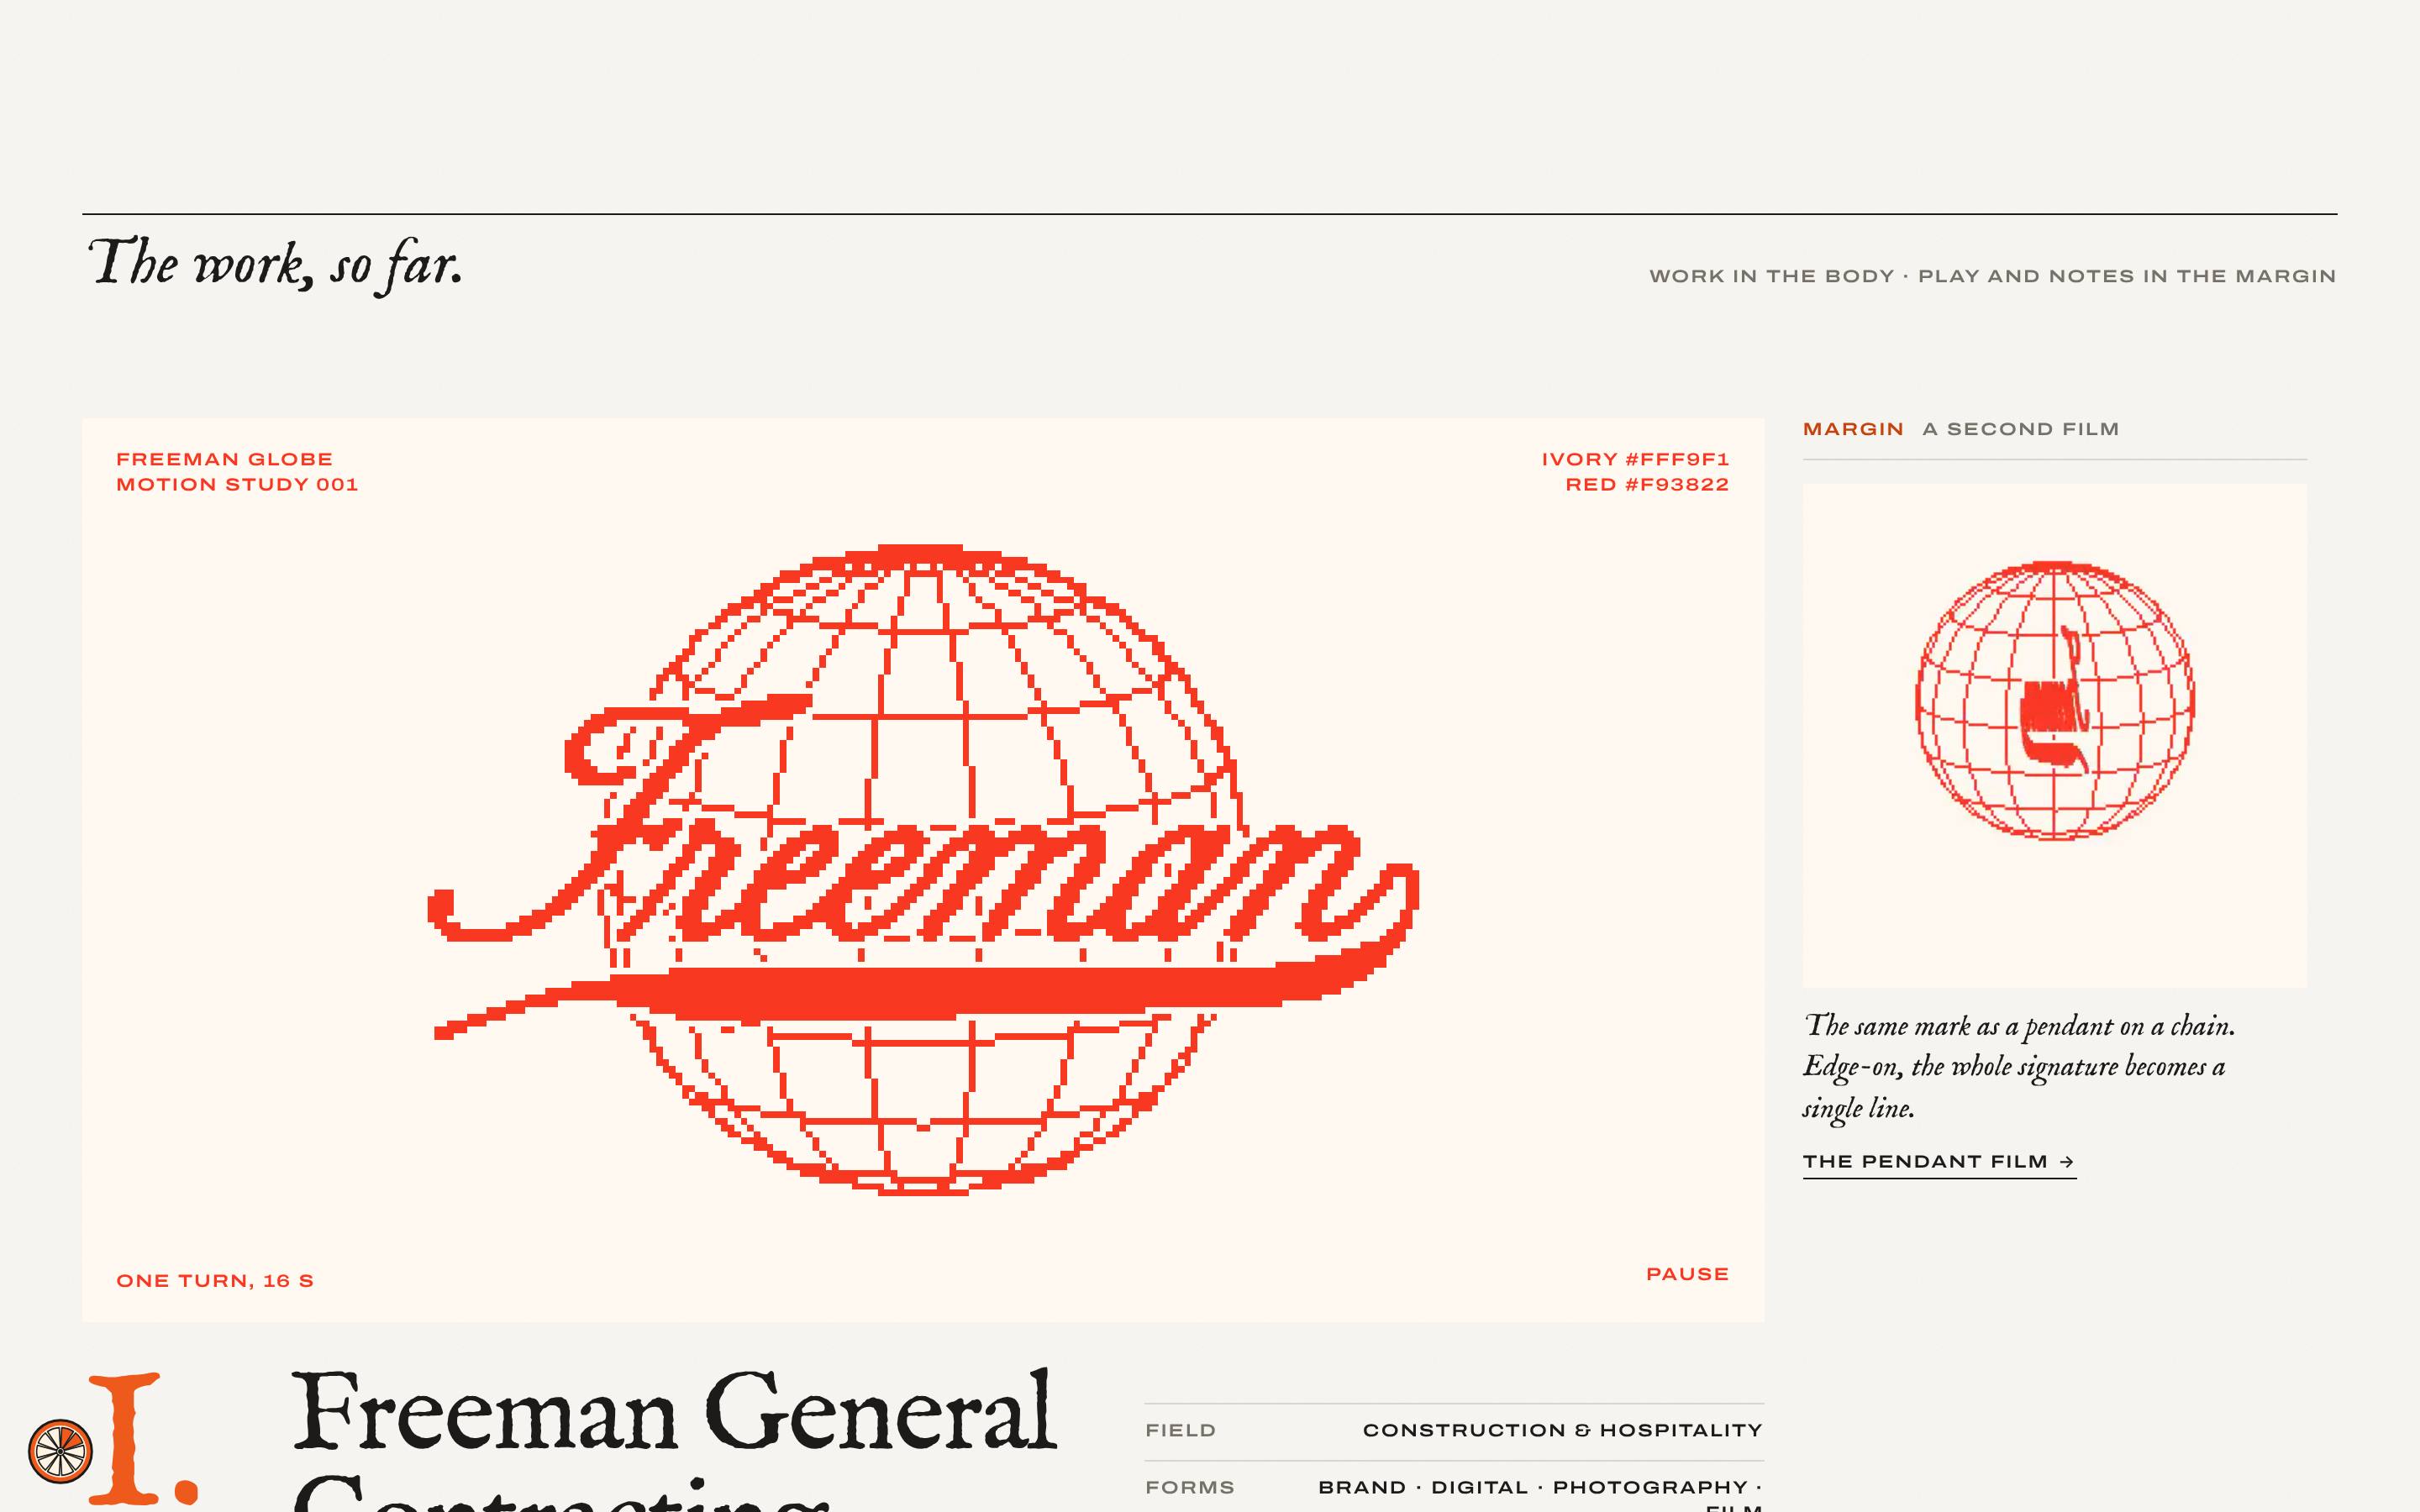 The work, so far.
WORK IN THE BODY · PLAY AND NOTES IN THE MARGIN
FREEMAN GLOBE
MOTION STUDY 001
IVORY #FFF9F1
RED #F93822
Freeman
ONE TURN, 16 S
PAUSE
MARGIN A SECOND FILM
The same mark as a pendant on a chain.
Edge-on, the whole signature becomes a
single line.
THE PENDANT FILM →
I.
Freeman General
Contracting
FIELD CONSTRUCTION & HOSPITALITY
FORMS BRAND · DIGITAL · PHOTOGRAPHY ·
FILM